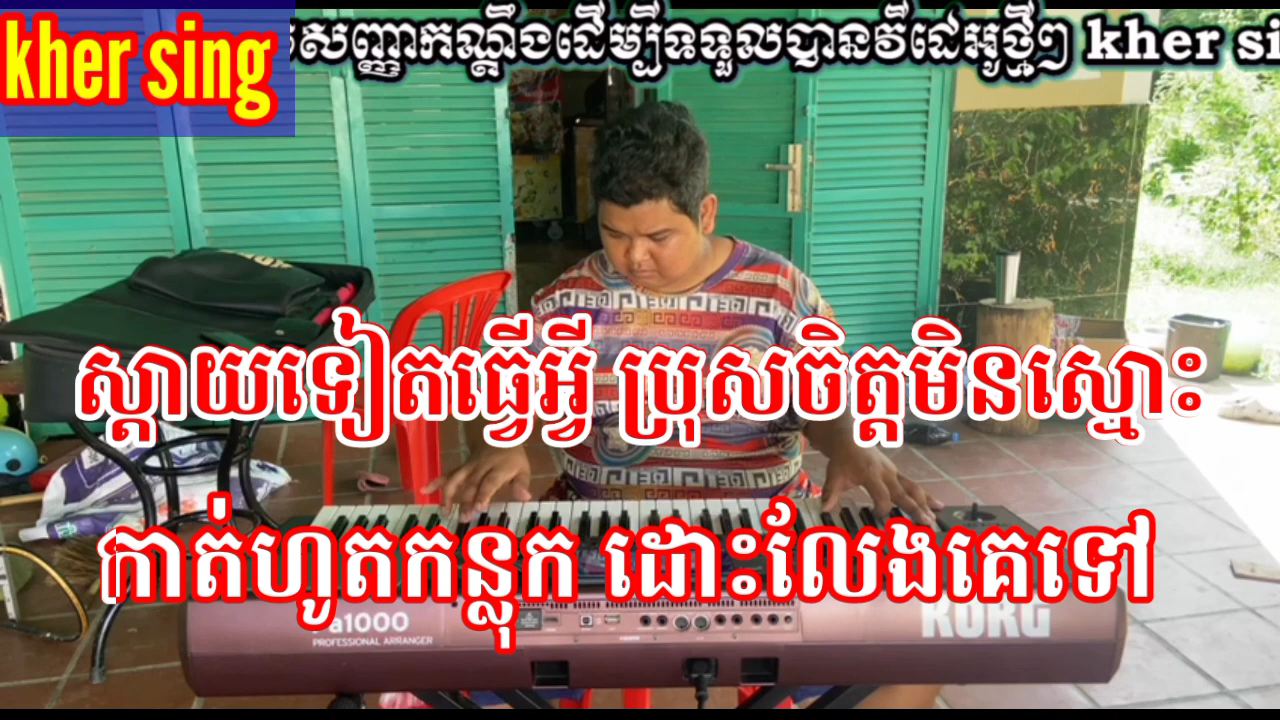 kher sing
សញ្ញាកណ្ដឹងដើម្បីទទួលបានវីដេអូថ្មីៗ kher si
ស្ដាយទៀតធ្វើអ្វី ប្រុសចិត្តមិនស្មោះ
កាត់ហូតកន្លុក ដោះលែងគេទៅ
Pa1000
PROFESSIONAL ARRANGER
KORG